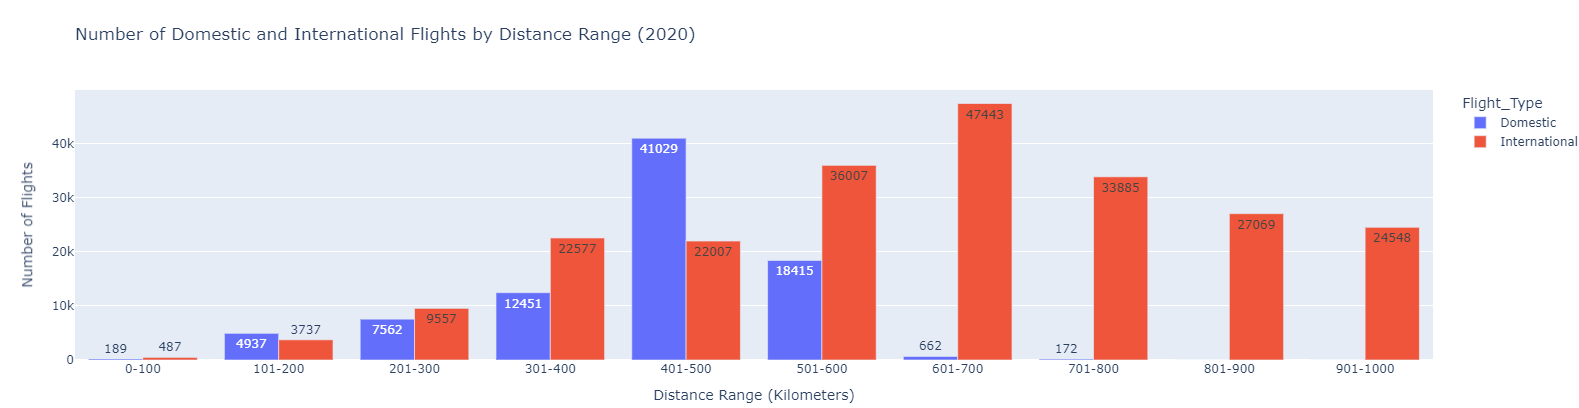 Number of Domestic and International Flights by Distance Range (2020)
Flight_Type
Domestic
International
Number of Flights
40k
30k
20k
10k
0
189 487 4937 3737 7562 9557 12451 22577 41029 22007 18415 36007 662 47443 172 33885 27069 24548
0-100 101-200 201-300 301-400 401-500 501-600 601-700 701-800 801-900 901-1000
Distance Range (Kilometers)